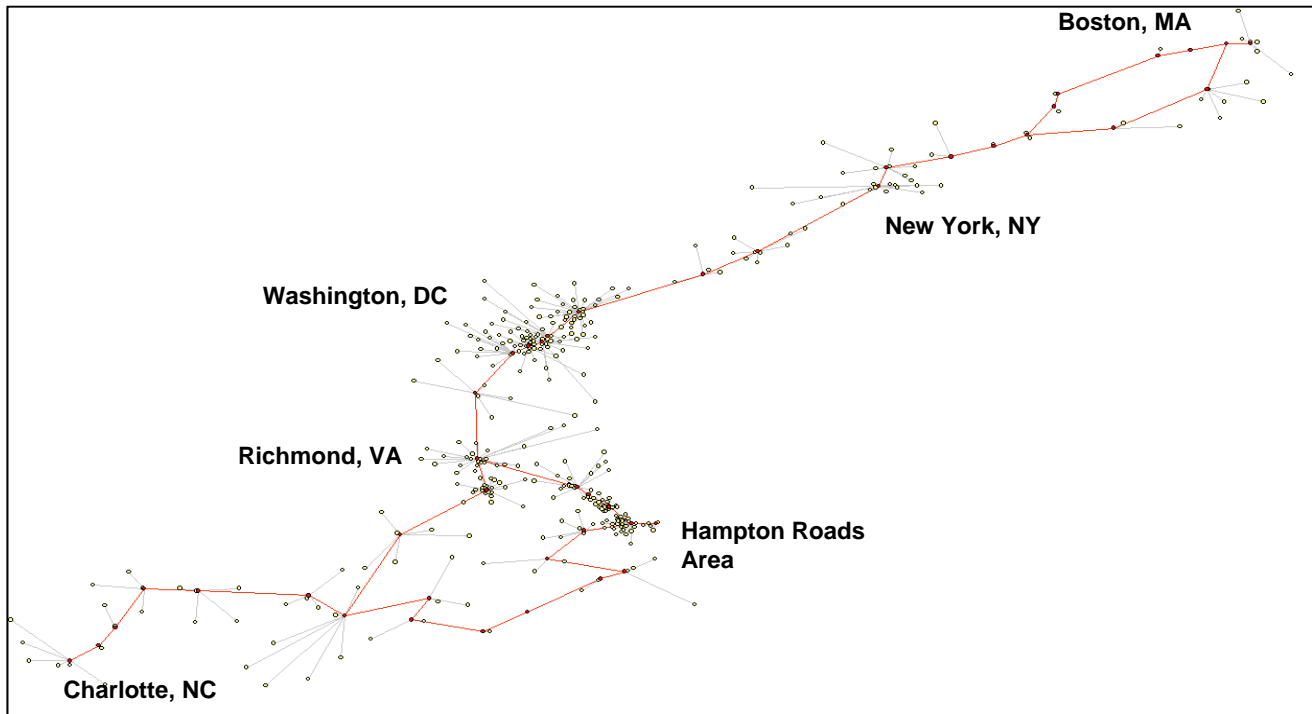 Boston, MA
New York, NY
Washington, DC
Richmond, VA
Hampton Roads
Area
Charlotte, NC